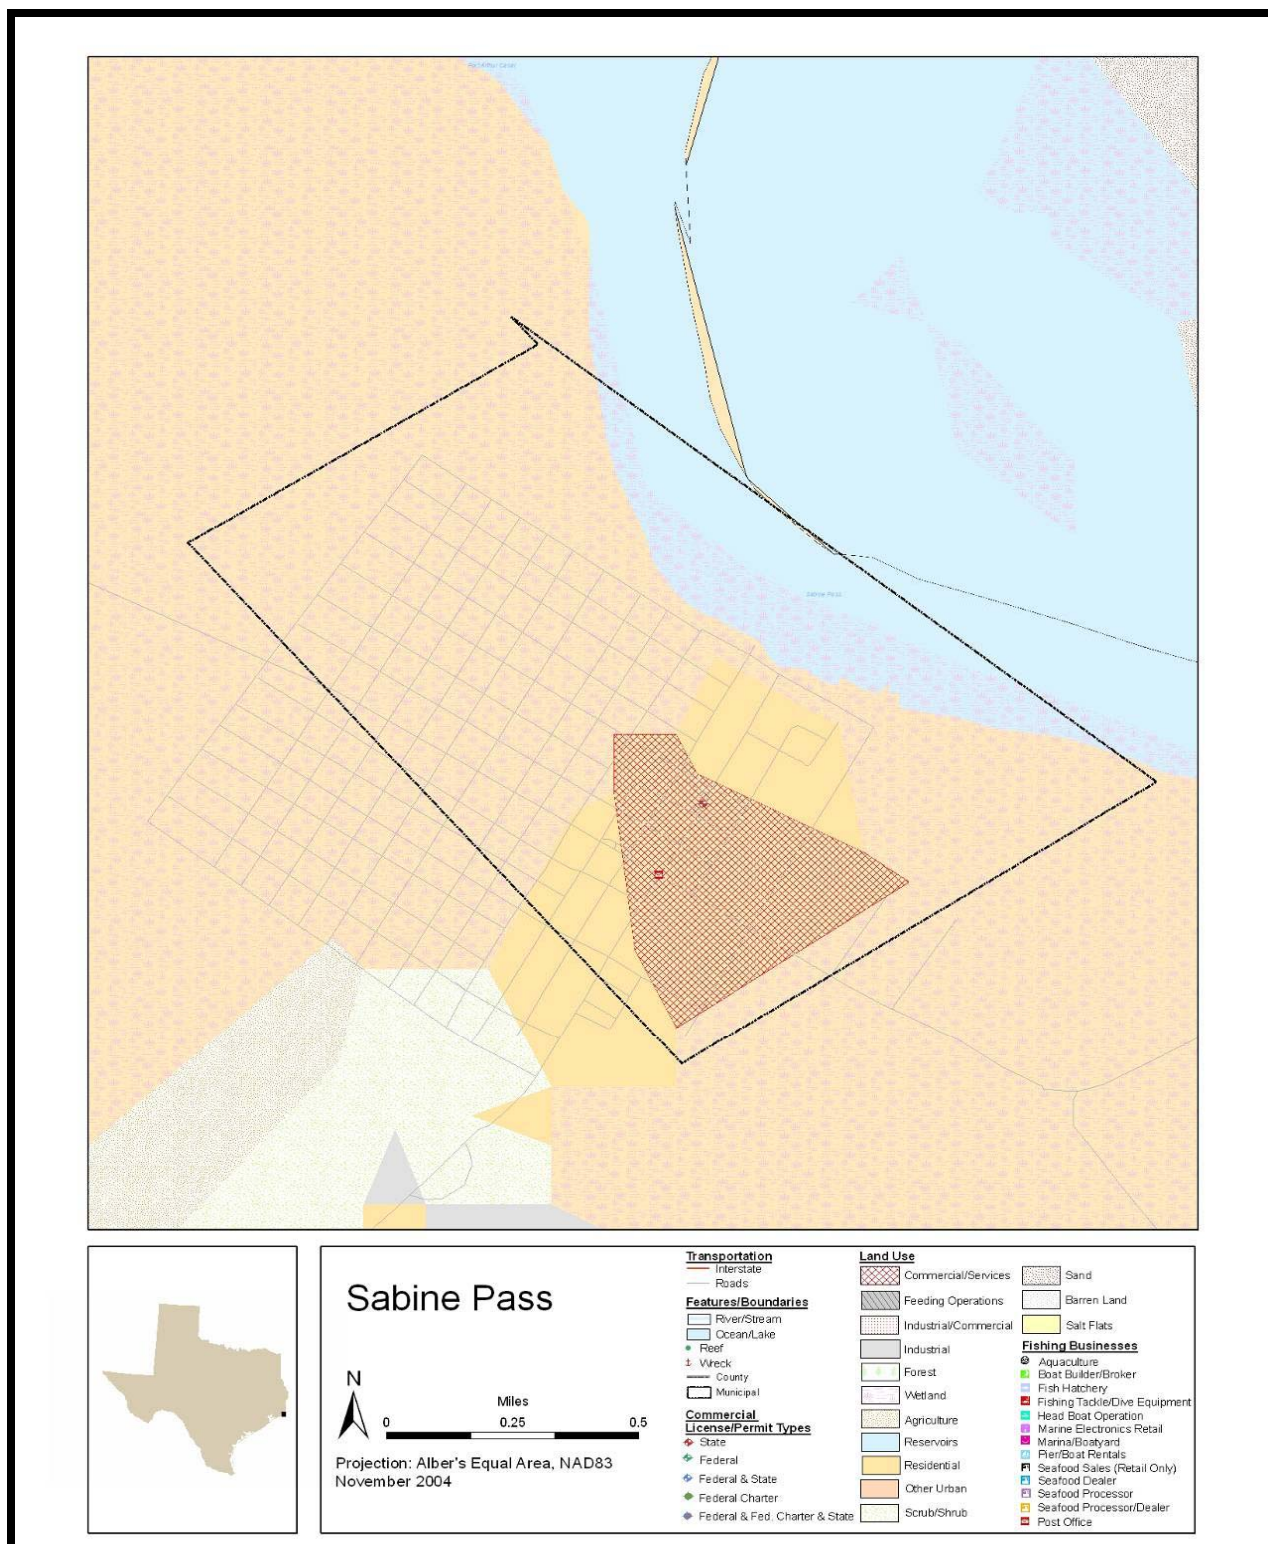 Port Arthur Canal
Sabine Pass
Sabine Pass
N
Miles
0 0.25 0.5
Projection: Alber's Equal Area, NAD83
November 2004
Transportation
Interstate
Roads
Features/Boundaries
River/Stream
Ocean/Lake
Reef
Wreck
County
Municipal
Commercial
License/Permit Types
State
Federal
Federal & State
Federal Charter
Federal & Fed. Charter & State
Land Use
Commercial/Services
Feeding Operations
Industrial/Commercial
Industrial
Forest
Wetland
Agriculture
Reservoirs
Residential
Other Urban
Scrub/Shrub
Sand
Barren Land
Salt Flats
Fishing Businesses
Aquaculture
Boat Builder/Broker
Fish Hatchery
Fishing Tackle/Dive Equipment
Head Boat Operation
Marine Electronics Retail
Marina/Boatyard
Pier/Boat Rentals
Seafood Sales (Retail Only)
Seafood Dealer
Seafood Processor
Seafood Processor/Dealer
Post Office